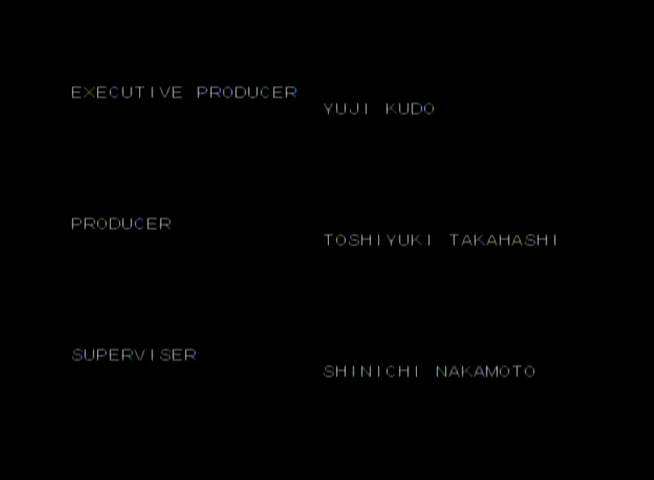 EXECUTIVE PRODUCER
YUJI KUDO
PRODUCER
TOSHIYUKI TAKAHASHI
SUPERVISER
SHINICHI NAKAMOTO